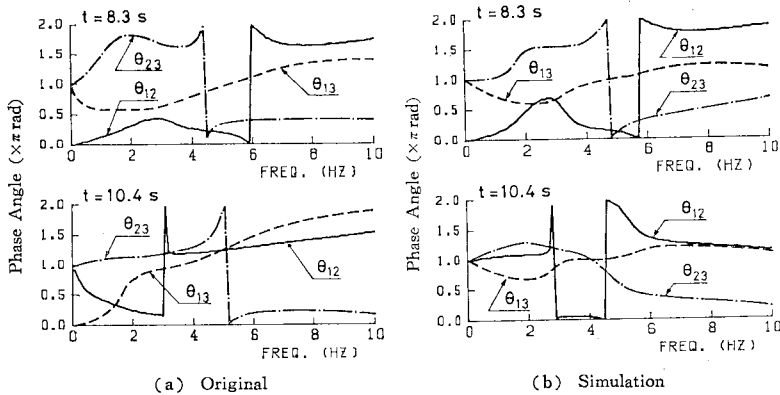 t=8.3 s
2.0
1.5
1.0
0.5
0.0
θ23
θ12
θ13
0 2 4 6 8 10
FREQ. (HZ)
t=10.4 s
2.0
1.5
1.0
0.5
0.0
θ23
θ13
θ12
0 2 4 6 8 10
FREQ. (HZ)
Phase Angle (×π rad)
(a) Original
t=8.3 s
2.0
1.5
1.0
0.5
0.0
θ13
θ12
θ23
0 2 4 6 8 10
FREQ. (HZ)
t=10.4 s
2.0
1.5
1.0
0.5
0.0
θ12
θ13
θ23
0 2 4 6 8 10
FREQ. (HZ)
Phase Angle (×π rad)
(b) Simulation